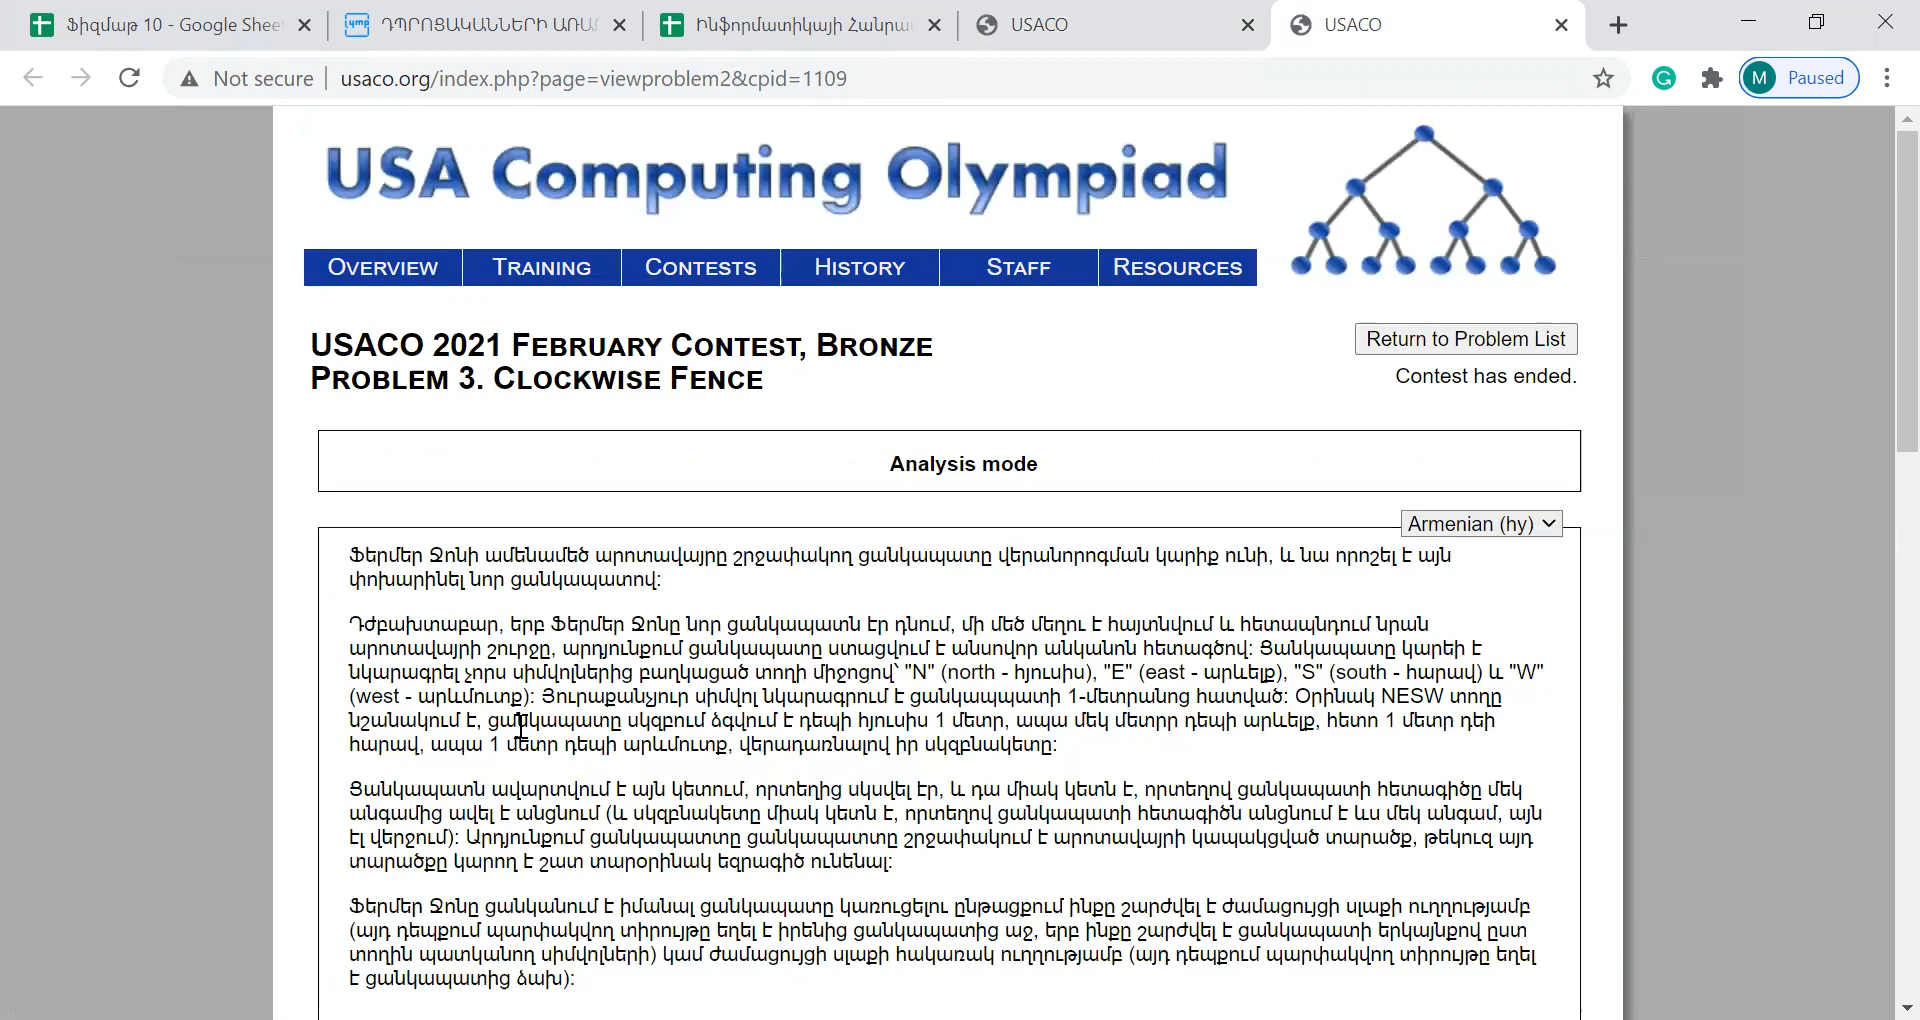 Ֆիզմաթ 10 - Google Shee
ԴՊՐՈՑԱԿԱՆՆԵՐԻ ԱՌԱ
Ինֆորմատիկայի Հանրա
USACO
USACO
Not secure
usaco.org/index.php?page=viewproblem2&cpid=1109
M
Paused
USA Computing Olympiad
OVERVIEW TRAINING CONTESTS HISTORY STAFF RESOURCES
USACO 2021 FEBRUARY CONTEST, BRONZE
PROBLEM 3. CLOCKWISE FENCE
Return to Problem List
Contest has ended.
Analysis mode
Armenian (hy)
Ֆերմեր Ջոնի ամենամեծ արոտավայրը շրջափակող ցանկապատը վերանորոգման կարիք ունի, և նա որոշել է այն
փոխարինել նոր ցանկապատով:
Դժբախտաբար, երբ Ֆերմեր Ջոնը նոր ցանկապատն էր դնում, մի մեծ մեղու է հայտնվում և հետապնդում նրան
արոտավայրի շուրջը, արդյունքում ցանկապատը ստացվում է անսովոր անկանոն հետագծով: Ցանկապատը կարեի է
նկարագրել չորս սիմվոլներից բաղկացած տողի միջոցով՝ "N" (north - հյուսիս), "E" (east - արևելք), "S" (south - հարավ) և "W"
(west - արևմուտք): Յուրաքանչյուր սիմվոլ նկարագրում է ցանկապպատի 1-մետրանոց հատված: Օրինակ NESW տողը
նշանակում է, ցանկապատը սկզբում ձգվում է դեպի հյուսիս 1 մետր, ապա մեկ մետրր դեպի արևելք, հետո 1 մետր դեի
հարավ, ապա 1 մետր դեպի արևմուտք, վերադառնալով իր սկզբնակետը:
Ցանկապատն ավարտվում է այն կետում, որտեղից սկսվել էր, և դա միակ կետն է, որտեղով ցանկապատի հետագիծը մեկ
անգամից ավել է անցնում (և սկզբնակետը միակ կետն է, որտեղով ցանկապատի հետագիծն անցնում է ևս մեկ անգամ, այն
էլ վերջում): Արդյունքում ցանկապատտը ցանկապատտը շրջափակում է արոտավայրի կապակցված տարածք, թեկուզ այդ
տարածքը կարող է շատ տարօրինակ եզրագիծ ունենալ:
Ֆերմեր Ջոնը ցանկանում է իմանալ ցանկապատը կառուցելու ընթացքում ինքը շարժվել է ժամացույցի սլաքի ուղղությամբ
(այդ դեպքում պարփակվող տիրույթը եղել է իրենից ցանկապատից աջ, երբ ինքը շարժվել է ցանկապատի երկայնքով ըստ
տողին պատկանող սիմվոլների) կամ ժամացույցի սլաքի հակառակ ուղղությամբ (այդ դեպքում պարփակվող տիրույթը եղել
է ցանկապատից ձախ):